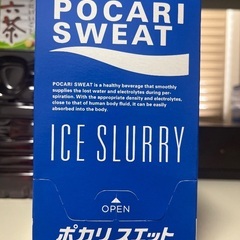 POCARI
SWEAT
POCARI SWEAT is a healthy beverage that smoothly
supplies the lost water and electrolytes during per-
spiration. With the appropriate density and electrolytes,
close to that of human body fluid, it can be easily
absorbed into the body.
ICE SLURRY
OPEN
ポカリスエット
茶